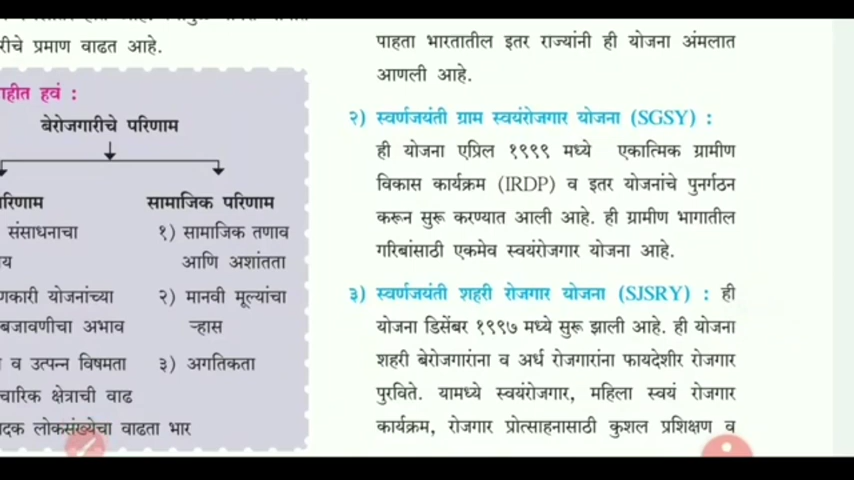 रीचे प्रमाण वाढत आहे.
हवं :
बेरोजगारीचे परिणाम
सामाजिक परिणाम
संसाधनाचा
१) सामाजिक तणाव
आणि अशांतता
योजनांच्या
२) मानवी मूल्यांचा
अभाव
ऱ्हास
व उत्पन्न विषमता
३) अगतिकता
क्षेत्राची वाढ
लोकसंख्येचा वाढता भार
पाहता भारतातील इतर राज्यांनी ही योजना अंमलात
आणली आहे.
२) स्वर्णजयंती ग्राम स्वयंरोजगार योजना (SGSY) :
ही योजना एप्रिल १९९९ मध्ये एकात्मिक ग्रामीण
विकास कार्यक्रम (IRDP) व इतर योजनांचे पुनर्गठन
करून सुरू करण्यात आली आहे. ही ग्रामीण भागातील
गरिबांसाठी एकमेव स्वयंरोजगार योजना आहे.
३) स्वर्णजयंती शहरी रोजगार योजना (SJSRY) : ही
योजना डिसेंबर १९९७ मध्ये सुरू झाली आहे. ही योजना
शहरी बेरोजगारांना व अर्ध रोजगारांना फायदेशीर रोजगार
पुरविते. यामध्ये स्वयंरोजगार, महिला स्वयं रोजगार
कार्यक्रम, रोजगार प्रोत्साहनासाठी कुशल प्रशिक्षण व